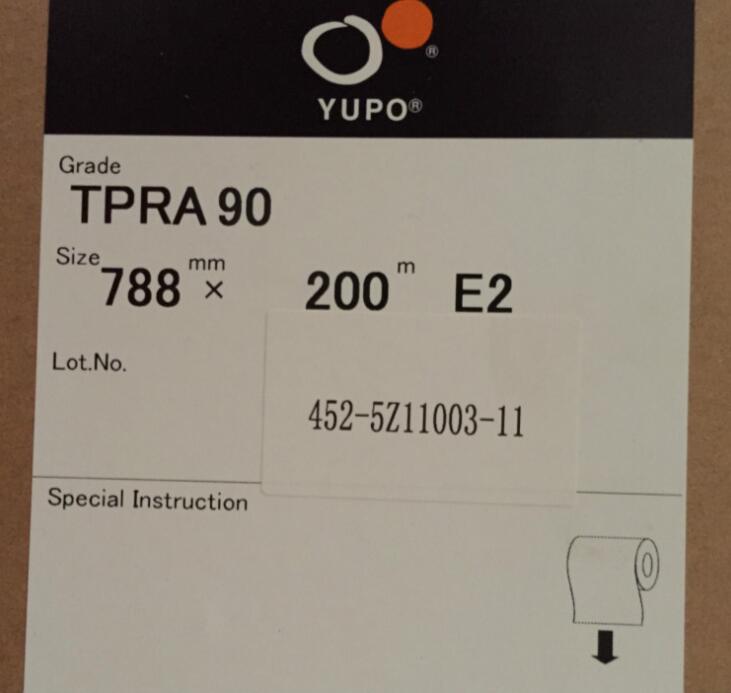 ®
YUPO®
Grade
TPRA 90
Size 788 mm × 200 m E2
Lot.No.
452-5Z11003-11
Special Instruction